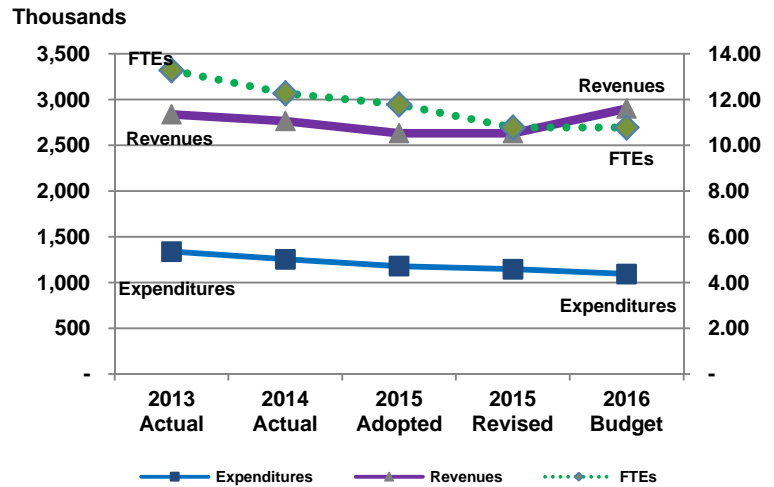 Thousands
3,500
3,000
2,500
2,000
1,500
1,000
500
-
14.00
12.00
10.00
8.00
6.00
4.00
2.00
-
FTEs
Revenues
Revenues
FTEs
Expenditures
Expenditures
2013 2014 2015 2015 2016
Actual Actual Adopted Revised Budget
Expenditures Revenues FTEs